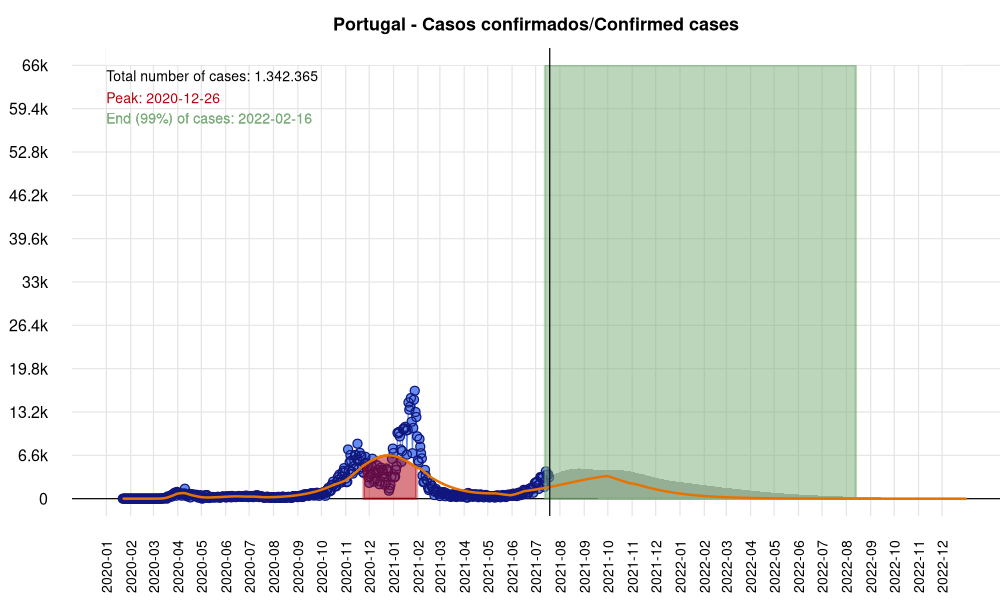 Portugal - Casos confirmados/Confirmed cases
66k
59.4k
52.8k
46.2k
39.6k
33k
26.4k
19.8k
13.2k
6.6k
0
Total number of cases: 1.342.365
Peak: 2020-12-26
End (99%) of cases: 2022-02-16
2020-01
2020-02
2020-03
2020-04
2020-05
2020-06
2020-07
2020-08
2020-09
2020-10
2020-11
2020-12
2021-01
2021-02
2021-03
2021-04
2021-05
2021-06
2021-07
2021-08
2021-09
2021-10
2021-11
2021-12
2022-01
2022-02
2022-03
2022-04
2022-05
2022-06
2022-07
2022-08
2022-09
2022-10
2022-11
2022-12